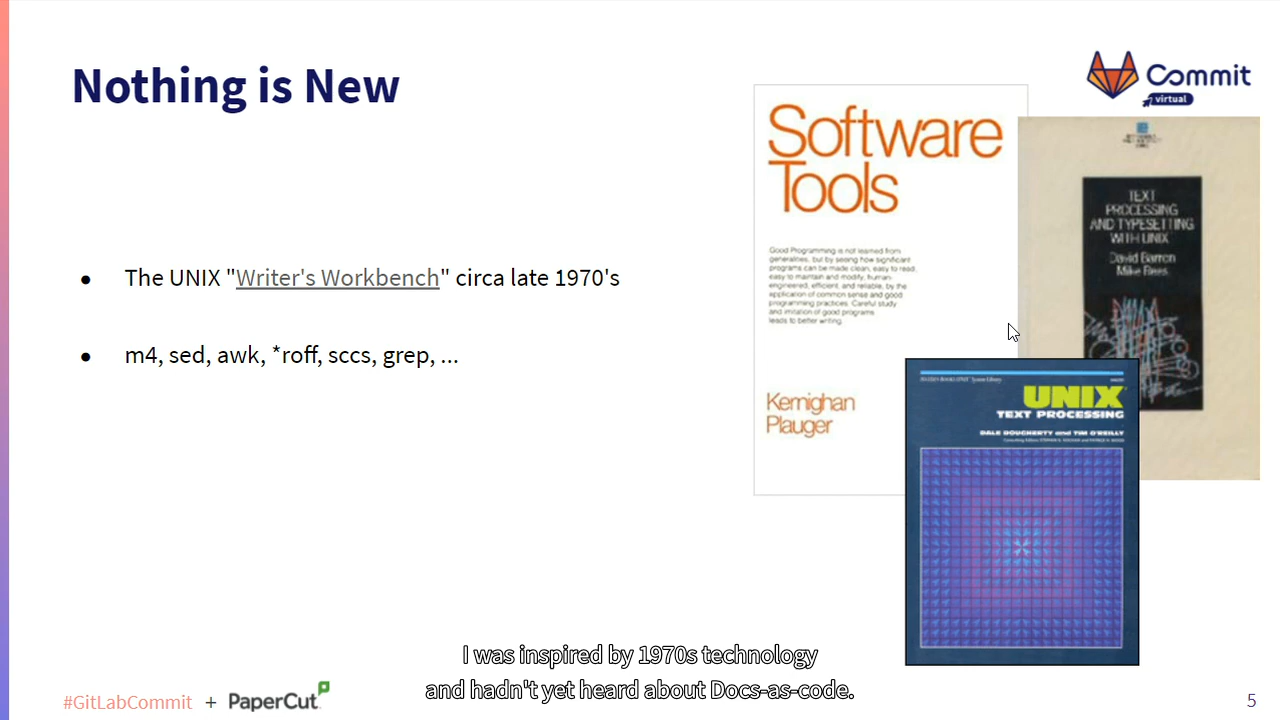 Nothing is New
Commit
virtual
● The UNIX "Writer's Workbench" circa late 1970's
● m4, sed, awk, *roff, sccs, grep, ...
Software
Tools
Good Programming is not learned from
generalities, but by seeing how significant
programs can be made clean, easy to read,
easy to maintain and modify, human-
engineered, efficient, and reliable, by the
application of common sense and good
programming practices. Careful study
and imitation of good programs
leads to better writing.
Kernighan
Plauger
TEXT
PROCESSING
AND TYPESETTING
WITH UNIX
David Barron
Mike Rees
UNIX
TEXT PROCESSING
DALE DOUGHERTY and TIM O'REILLY
I was inspired by 1970s technology
and hadn't yet heard about Docs-as-code.
#GitLabCommit + PaperCut
5